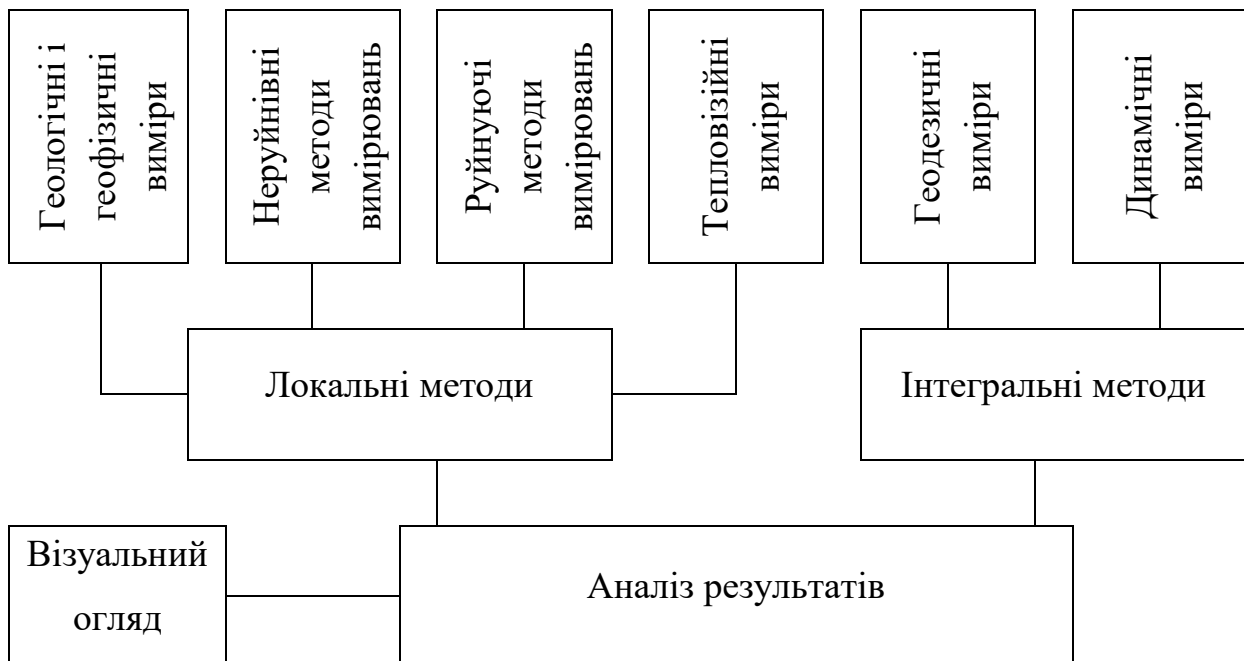 Геологічні і
геофізичні
виміри
Неруйнівні
методи
вимірювань
Руйнуючі
методи
вимірювань
Тепловізійні
виміри
Геодезичні
виміри
Динамічні
виміри
Локальні методи
Інтегральні методи
Візуальний
огляд
Аналіз результатів